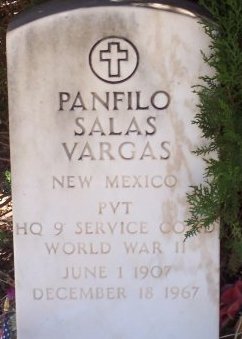 PANFILO
SALAS
VARGAS
NEW MEXICO
PVT
HQ 9 SERVICE
WORLD WAR II
JUNE 1 1907
DECEMBER 18 1967